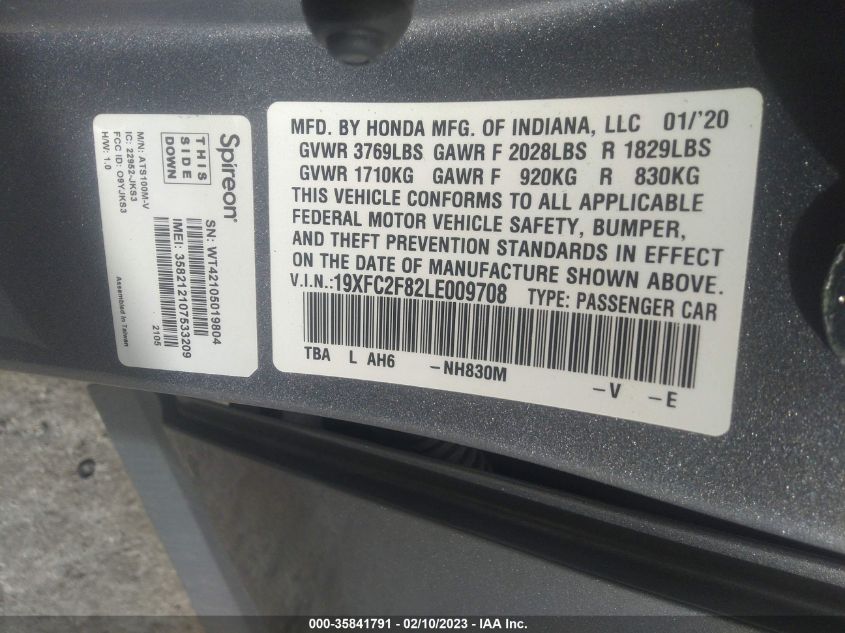 MFD. BY HONDA MFG. OF INDIANA, LLC 01/'20
GVWR 3769LBS GAWR F 2028LBS R 1829LBS
GVWR 1710KG GAWR F 920KG R 830KG
THIS VEHICLE CONFORMS TO ALL APPLICABLE
FEDERAL MOTOR VEHICLE SAFETY, BUMPER,
AND THEFT PREVENTION STANDARDS IN EFFECT
ON THE DATE OF MANUFACTURE SHOWN ABOVE.
V.I.N.:19XFC2F82LE009708 TYPE: PASSENGER CAR
TBA L AH6 -NH830M
-V -E
Spireon®
THIS
SIDE
DOWN
SN: WT42105019804
IMEI: 358212107533209
2105
M/N: ATS100M-V
IC: 22952-JKS3
FCC ID: O9YJKS3
H/W: 1.0
Assembled in Taiwan
000-35841791 - 02/10/2023 - IAA Inc.